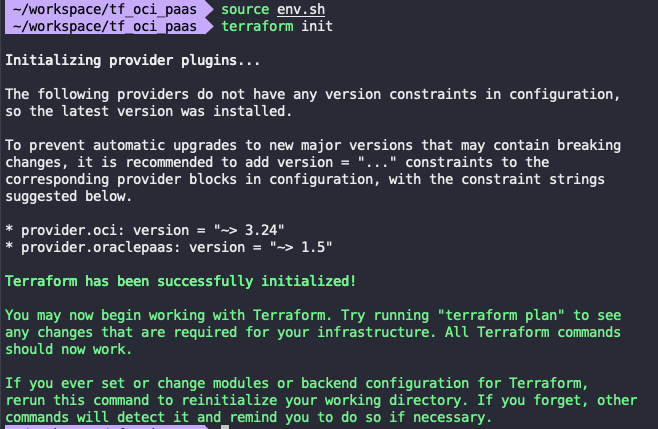 ~/workspace/tf_oci_paas source env.sh
~/workspace/tf_oci_paas terraform init
Initializing provider plugins...
The following providers do not have any version constraints in configuration,
so the latest version was installed.
To prevent automatic upgrades to new major versions that may contain breaking
changes, it is recommended to add version = "..." constraints to the
corresponding provider blocks in configuration, with the constraint strings
suggested below.
* provider.oci: version = "~> 3.24"
* provider.oraclepaas: version = "~> 1.5"
Terraform has been successfully initialized!
You may now begin working with Terraform. Try running "terraform plan" to see
any changes that are required for your infrastructure. All Terraform commands
should now work.
If you ever set or change modules or backend configuration for Terraform,
rerun this command to reinitialize your working directory. If you forget, other
commands will detect it and remind you to do so if necessary.